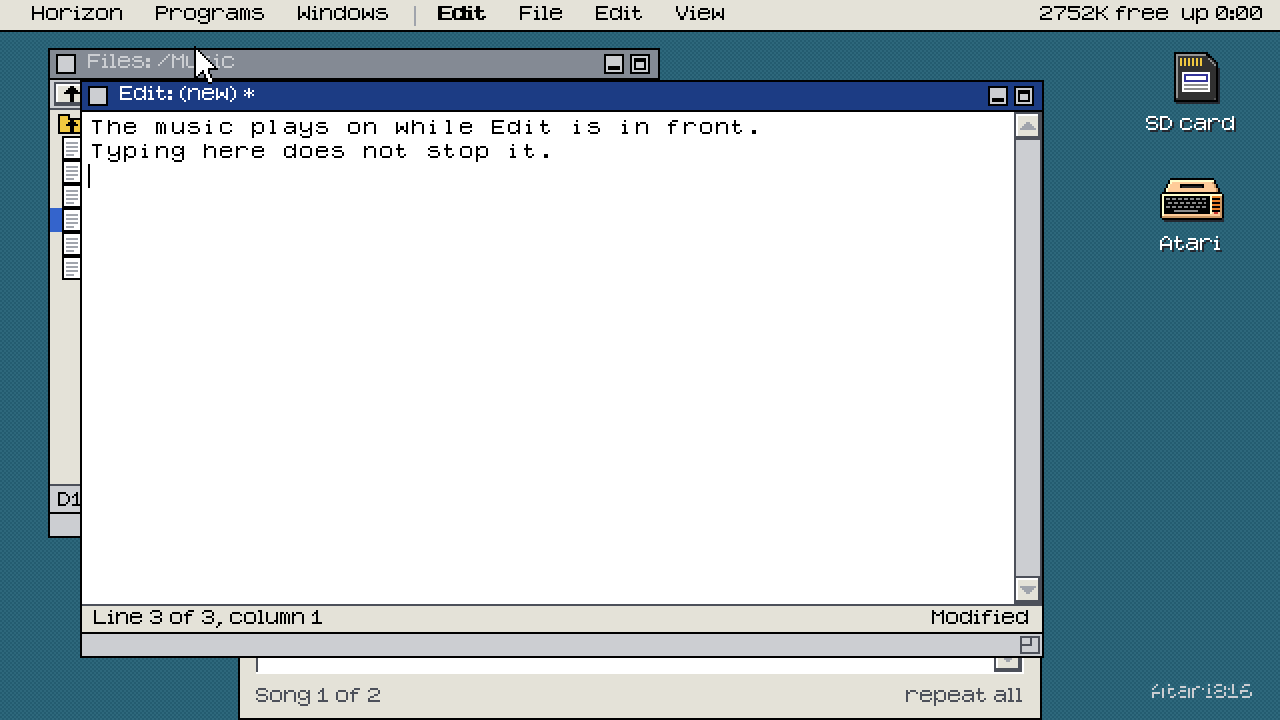 Horizon Programs Windows | Edit File Edit View 2752K free up 0:00
Files: /Music
Edit: (new) *
The music plays on while Edit is in front.
Typing here does not stop it.
SD card
Atari
D1
Line 3 of 3, column 1 Modified
Song 1 of 2 repeat all
Atari816